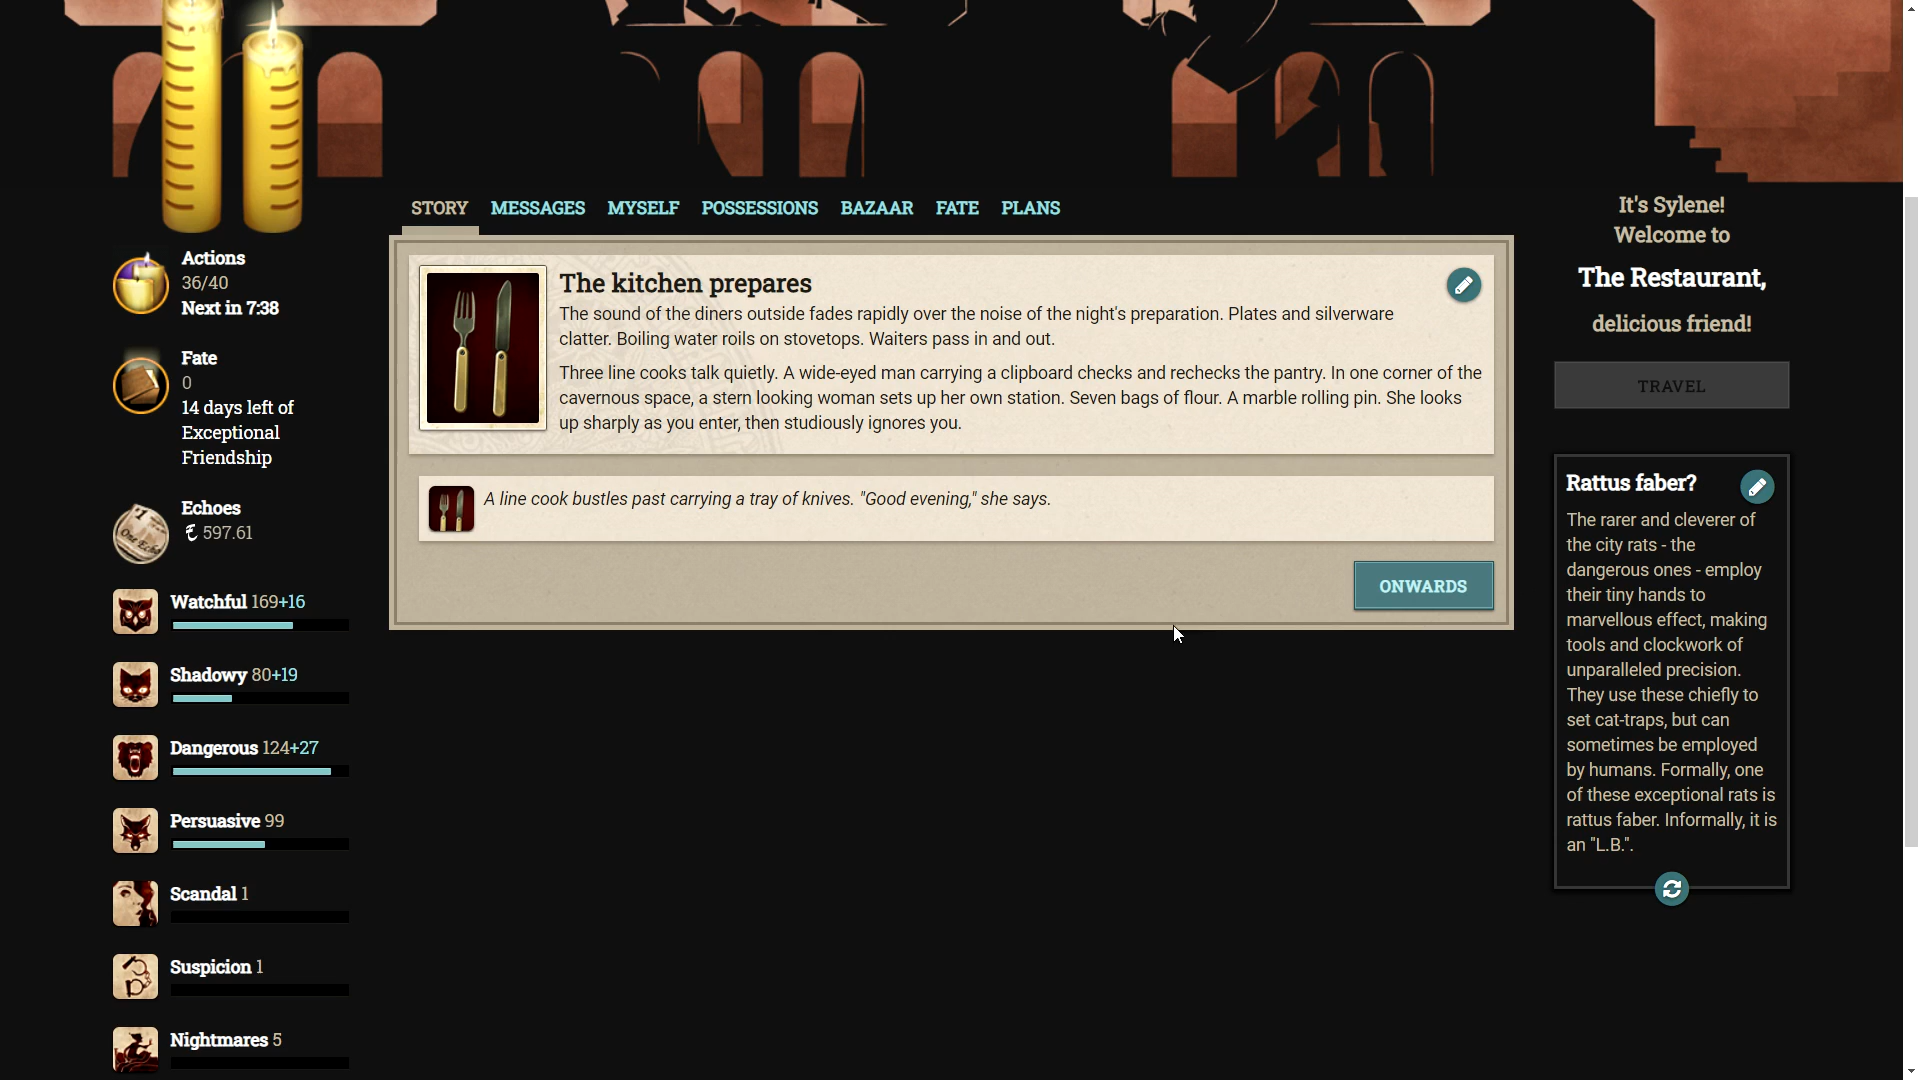 STORY MESSAGES MYSELF POSSESSIONS BAZAAR FATE PLANS
Actions
36/40
Next in 7:38
Fate
0
14 days left of
Exceptional
Friendship
Echoes
597.61
Watchful 169+16
Shadowy 80+19
Dangerous 124+27
Persuasive 99
Scandal 1
Suspicion 1
Nightmares 5
The kitchen prepares
The sound of the diners outside fades rapidly over the noise of the night's preparation. Plates and silverware
clatter. Boiling water roils on stovetops. Waiters pass in and out.
Three line cooks talk quietly. A wide-eyed man carrying a clipboard checks and rechecks the pantry. In one corner of the
cavernous space, a stern looking woman sets up her own station. Seven bags of flour. A marble rolling pin. She looks
up sharply as you enter, then studiously ignores you.
A line cook bustles past carrying a tray of knives. "Good evening," she says.
ONWARDS
It's Sylene!
Welcome to
The Restaurant,
delicious friend!
TRAVEL
Rattus faber?
The rarer and cleverer of
the city rats - the
dangerous ones - employ
their tiny hands to
marvellous effect, making
tools and clockwork of
unparalleled precision.
They use these chiefly to
set cat-traps, but can
sometimes be employed
by humans. Formally, one
of these exceptional rats is
rattus faber. Informally, it is
an "L.B.".